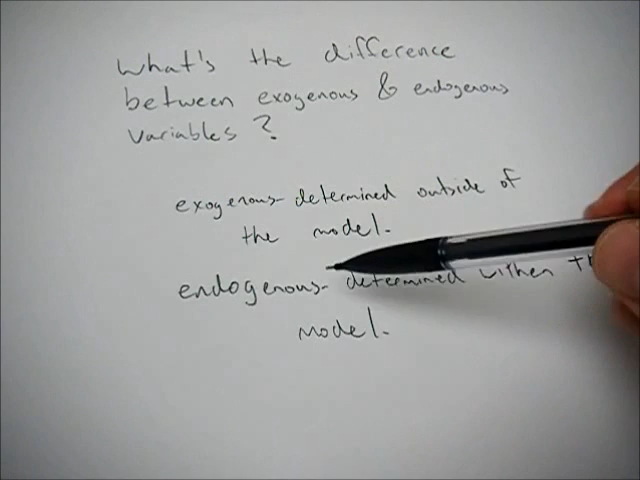 What's the difference
between exogenous & endogenous
variables?
exogenous- determined outside of
the model.
endogenous- determined within
model.